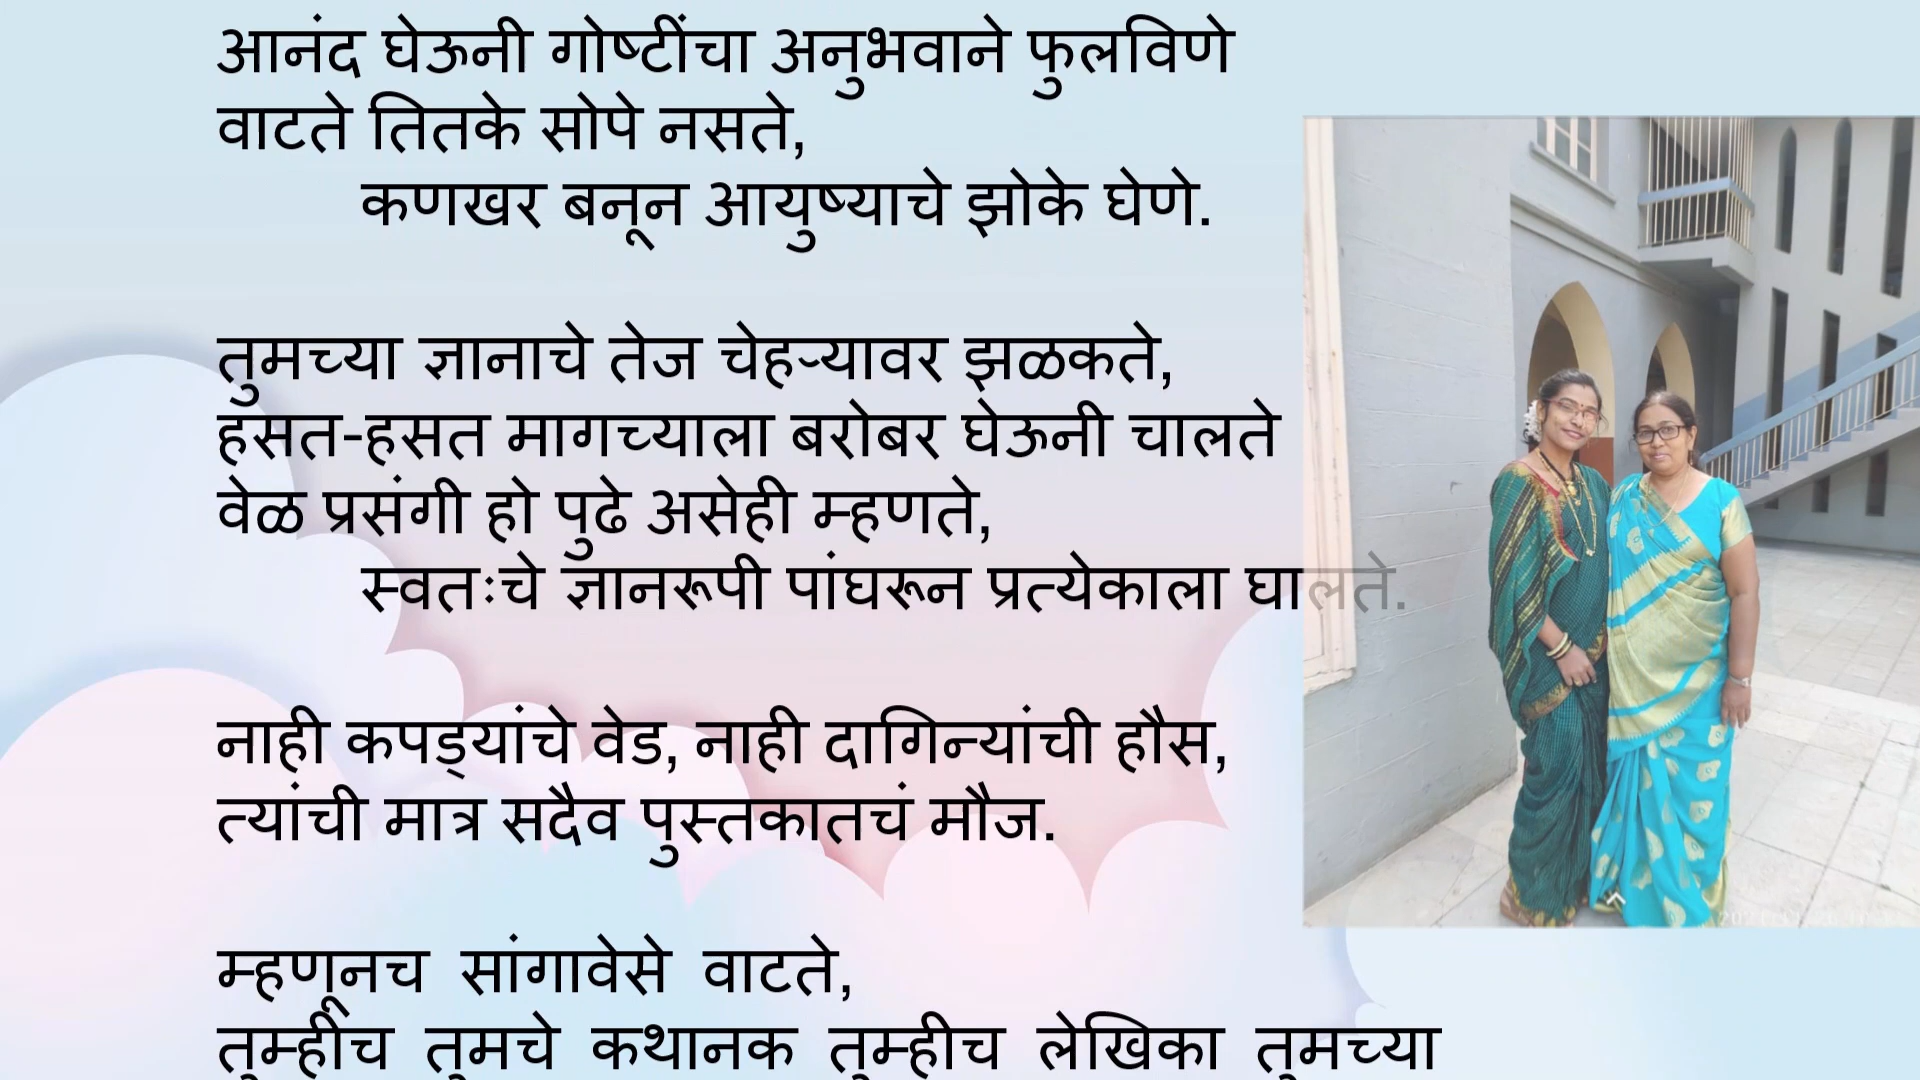 आनंद घेऊनी गोष्टींचा अनुभवाने फुलविणे
वाटते तितके सोपे नसते,
कणखर बनून आयुष्याचे झोके घेणे.
तुमच्या ज्ञानाचे तेज चेहऱ्यावर झळकते,
हसत-हसत मागच्याला बरोबर घेऊनी चालते
वेळ प्रसंगी हो पुढे असेही म्हणते,
स्वतःचे ज्ञानरूपी पांघरून प्रत्येकाला घालते.
नाही कपड्यांचे वेड, नाही दागिन्यांची हौस,
त्यांची मात्र सदैव पुस्तकातचं मौज.
म्हणूनच सांगावेसे वाटते,
तुम्हीच तुमचे कथानक तुम्हीच लेखिका तुमच्या